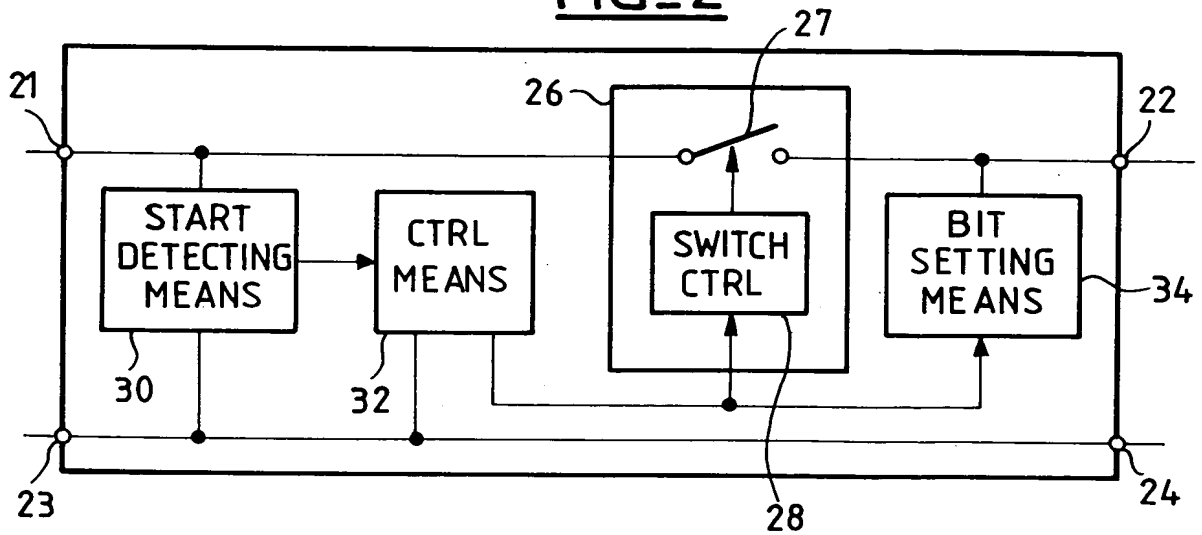 FIG_2
27
21
26
22
START
DETECTING
MEANS
CTRL
MEANS
SWITCH
CTRL
BIT
SETTING
MEANS
34
30
32
23
28
24